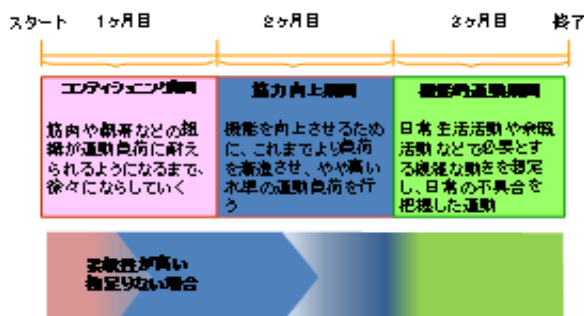 スタート 1ヶ月目 2ヶ月目 3ヶ月目 終了
コンディショニング期間
筋肉や靭帯などの組
織が運動負荷に耐え
られるようになるまで、
徐々にならしていく
筋力向上期間
機能を向上させるため
に、これまでより負荷
を漸進させ、やや高い
水準の運動負荷を行
う
機能的運動期間
日常生活活動や余暇
活動などで必要とす
る複雑な動きを想定
し、日常の不具合を
把握した運動
柔軟性が高い
物足りない場合